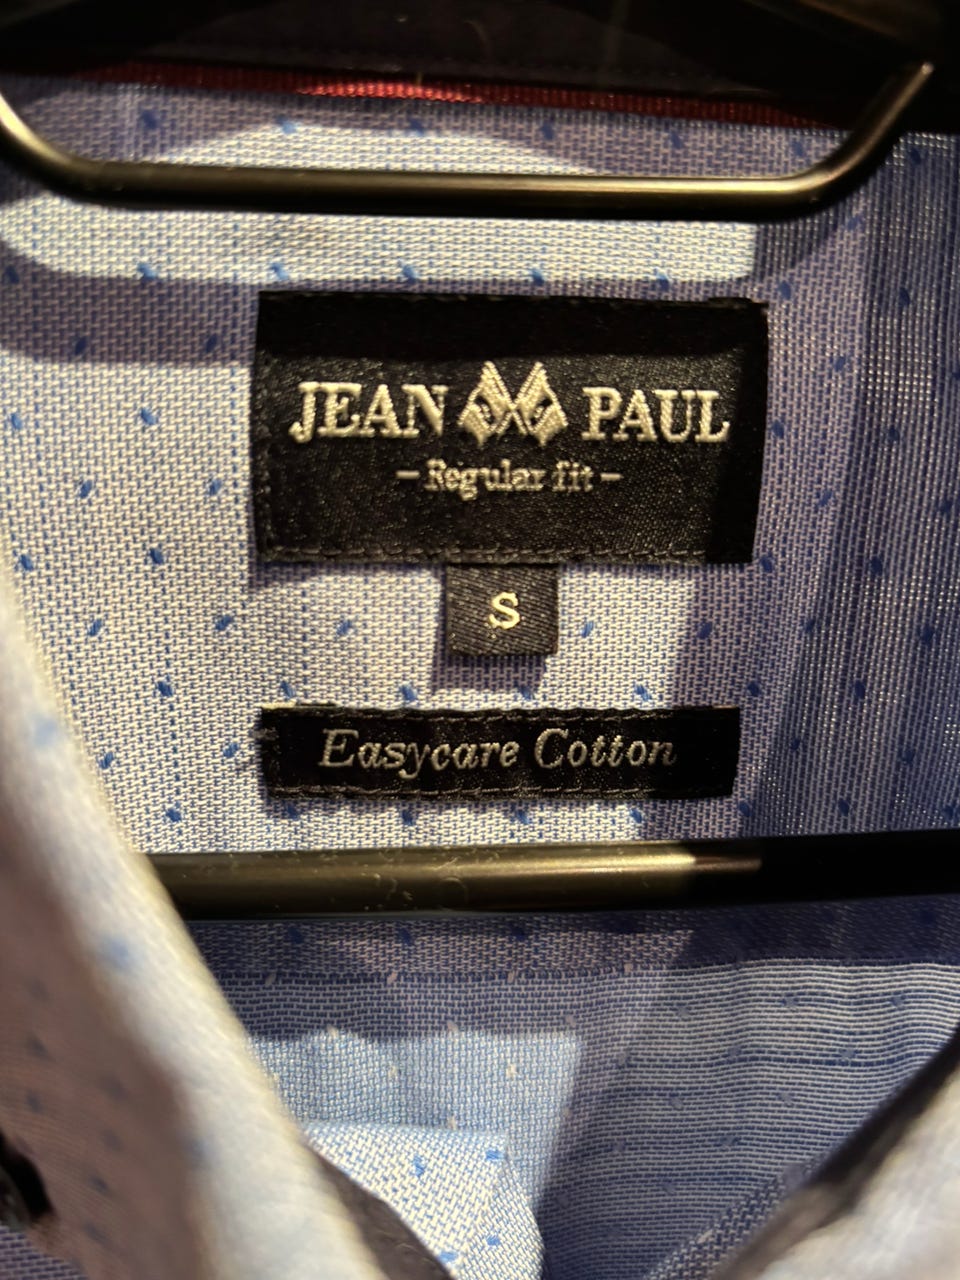 JEAN PAUL
- Regular fit -
S
Easycare Cotton